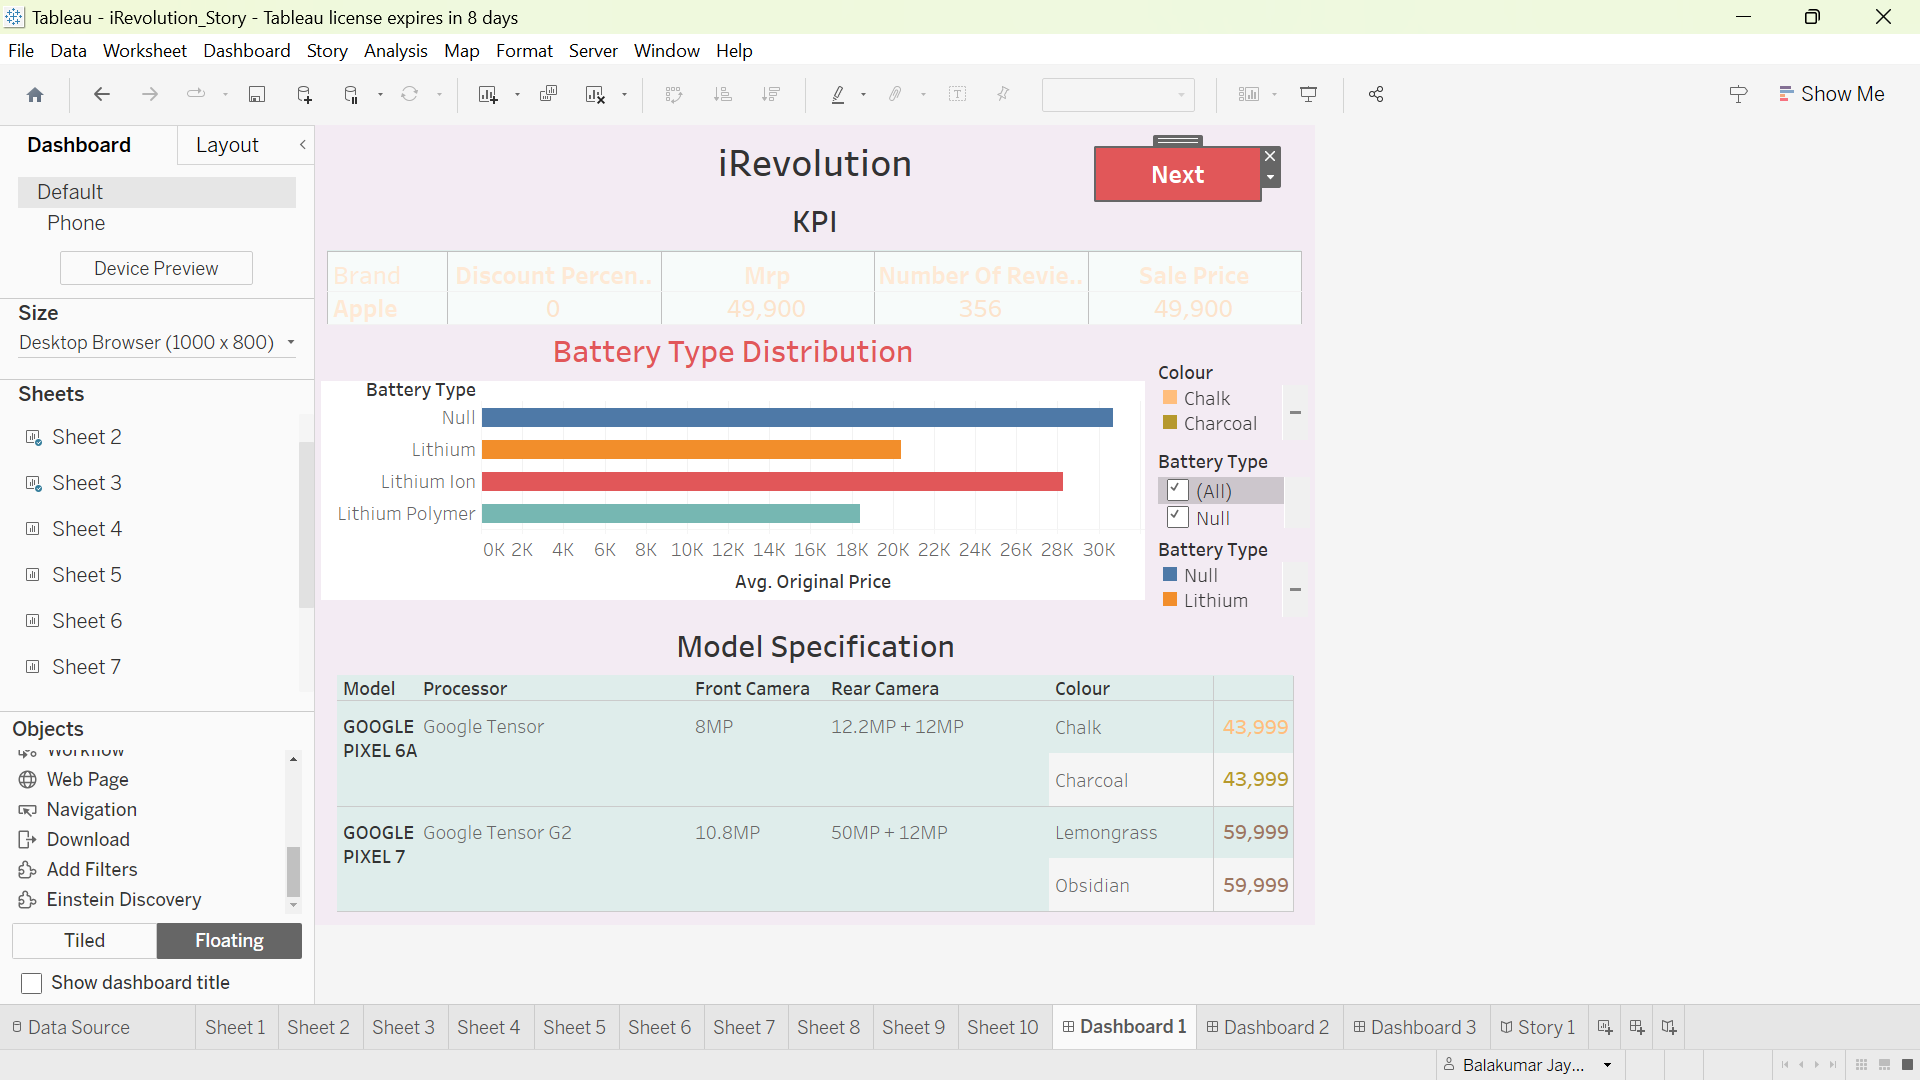 Tableau - iRevolution_Story - Tableau license expires in 8 days
File Data Worksheet Dashboard Story Analysis Map Format Server Window Help
Show Me
Dashboard Layout
Default
Phone
Device Preview
Size
Desktop Browser (1000 x 800)
Sheets
Sheet 2
Sheet 3
Sheet 4
Sheet 5
Sheet 6
Sheet 7
Objects
Workflow
Web Page
Navigation
Download
Add Filters
Einstein Discovery
Tiled Floating
Show dashboard title
iRevolution
Next
KPI
Brand Discount Percen.. Mrp Number Of Revie.. Sale Price
Apple 0 49,900 356 49,900
Battery Type Distribution
Battery Type
Null
Lithium
Lithium Ion
Lithium Polymer
0K 2K 4K 6K 8K 10K 12K 14K 16K 18K 20K 22K 24K 26K 28K 30K
Avg. Original Price
Colour
Chalk
Charcoal
Battery Type
(All)
Null
Battery Type
Null
Lithium
Model Specification
Model Processor Front Camera Rear Camera Colour
GOOGLE Google Tensor 8MP 12.2MP + 12MP Chalk 43,999
PIXEL 6A
Charcoal 43,999
GOOGLE Google Tensor G2 10.8MP 50MP + 12MP Lemongrass 59,999
PIXEL 7
Obsidian 59,999
Data Source Sheet 1 Sheet 2 Sheet 3 Sheet 4 Sheet 5 Sheet 6 Sheet 7 Sheet 8 Sheet 9 Sheet 10 Dashboard 1 Dashboard 2 Dashboard 3 Story 1
Balakumar Jay...